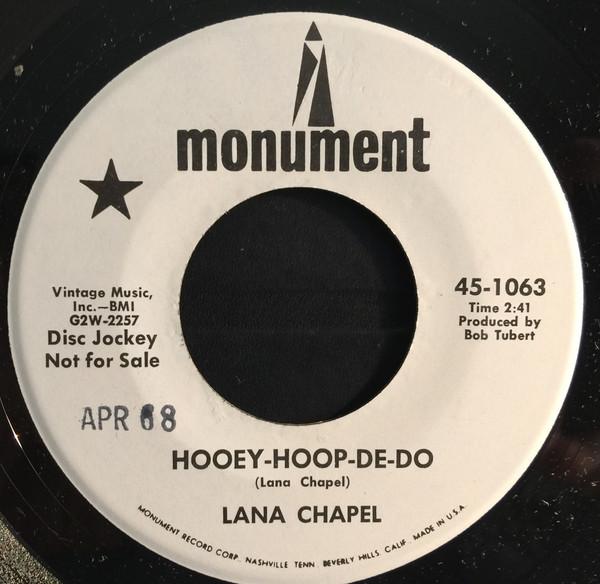 monument
Vintage Music,
Inc.—BMI
G2W-2257
Disc Jockey
Not for Sale
45-1063
Time 2:41
Produced by
Bob Tubert
APR 68
HOOEY-HOOP-DE-DO
(Lana Chapel)
LANA CHAPEL
MONUMENT RECORD CORP. NASHVILLE TENN. BEVERLY HILLS, CALIF. MADE IN U.S.A.